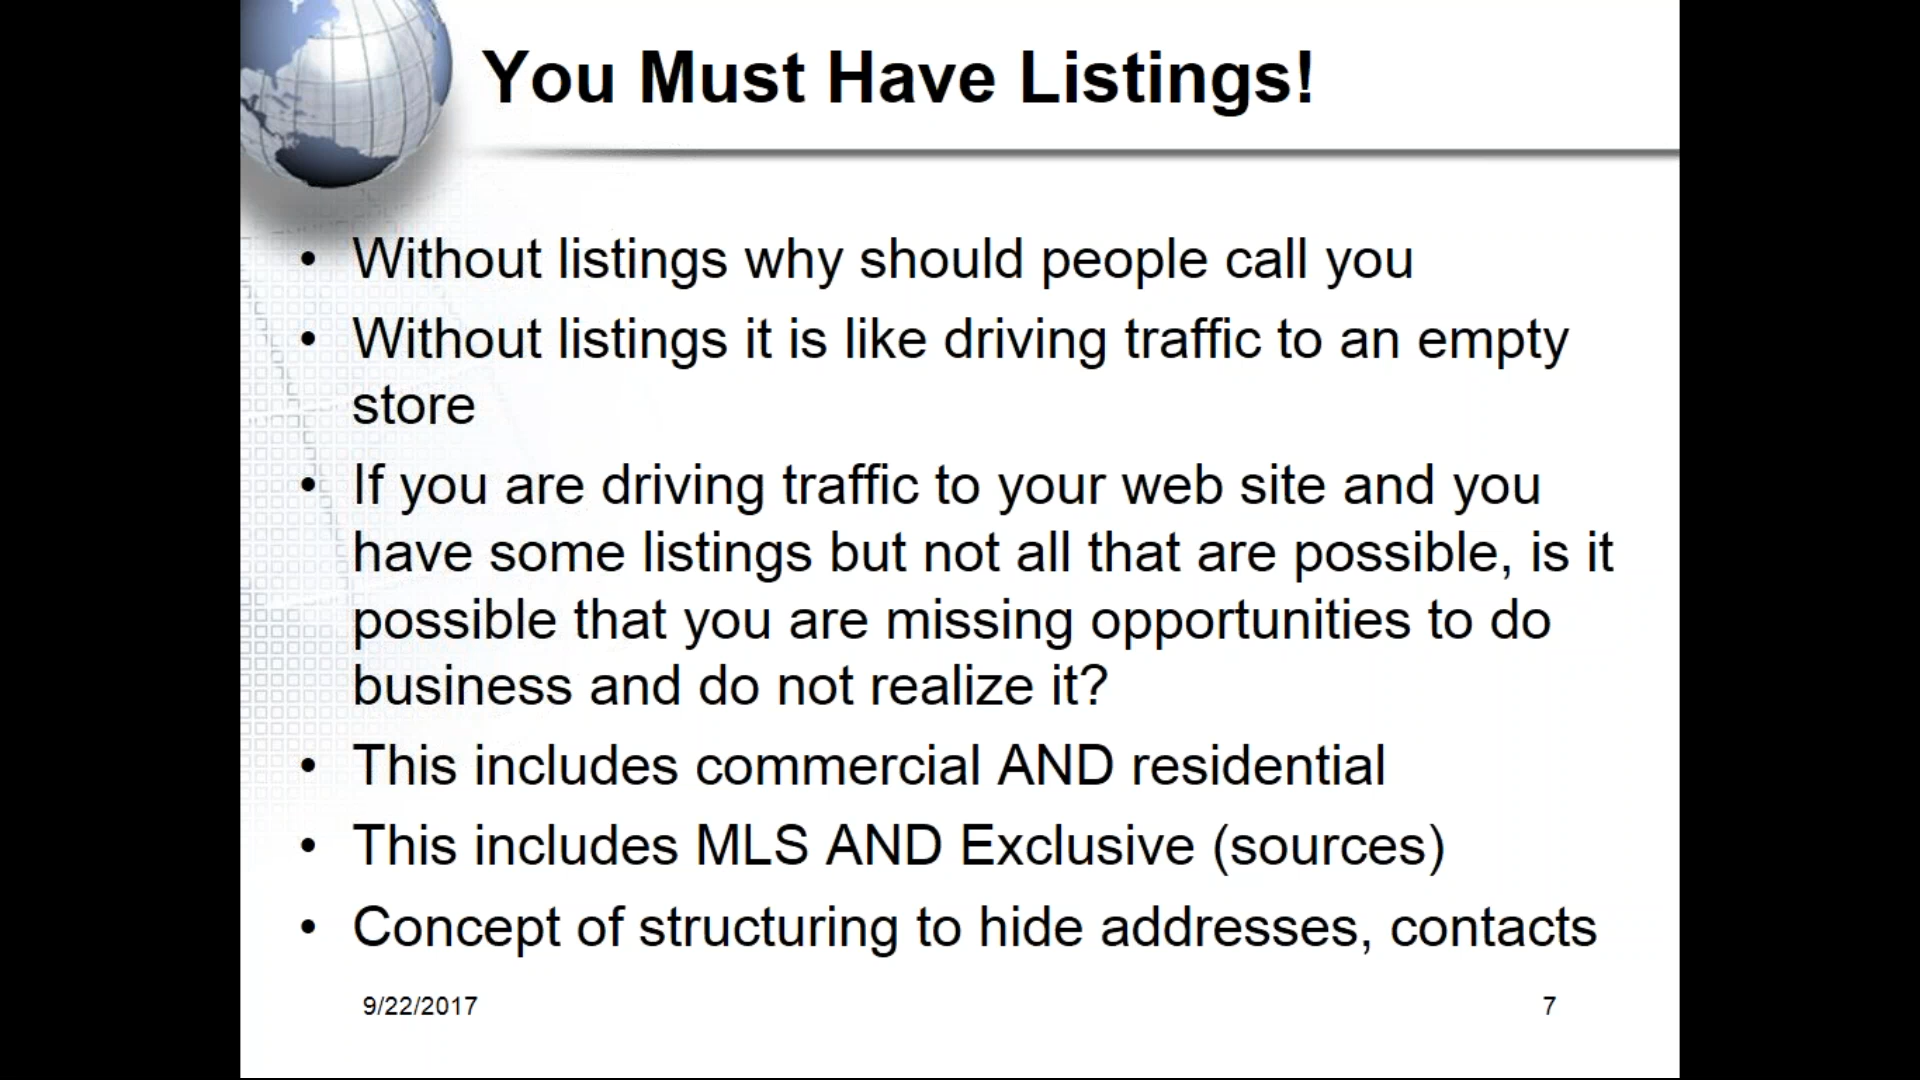 You Must Have Listings!
• Without listings why should people call you
• Without listings it is like driving traffic to an empty
store
• If you are driving traffic to your web site and you
have some listings but not all that are possible, is it
possible that you are missing opportunities to do
business and do not realize it?
• This includes commercial AND residential
• This includes MLS AND Exclusive (sources)
• Concept of structuring to hide addresses, contacts
9/22/2017 7